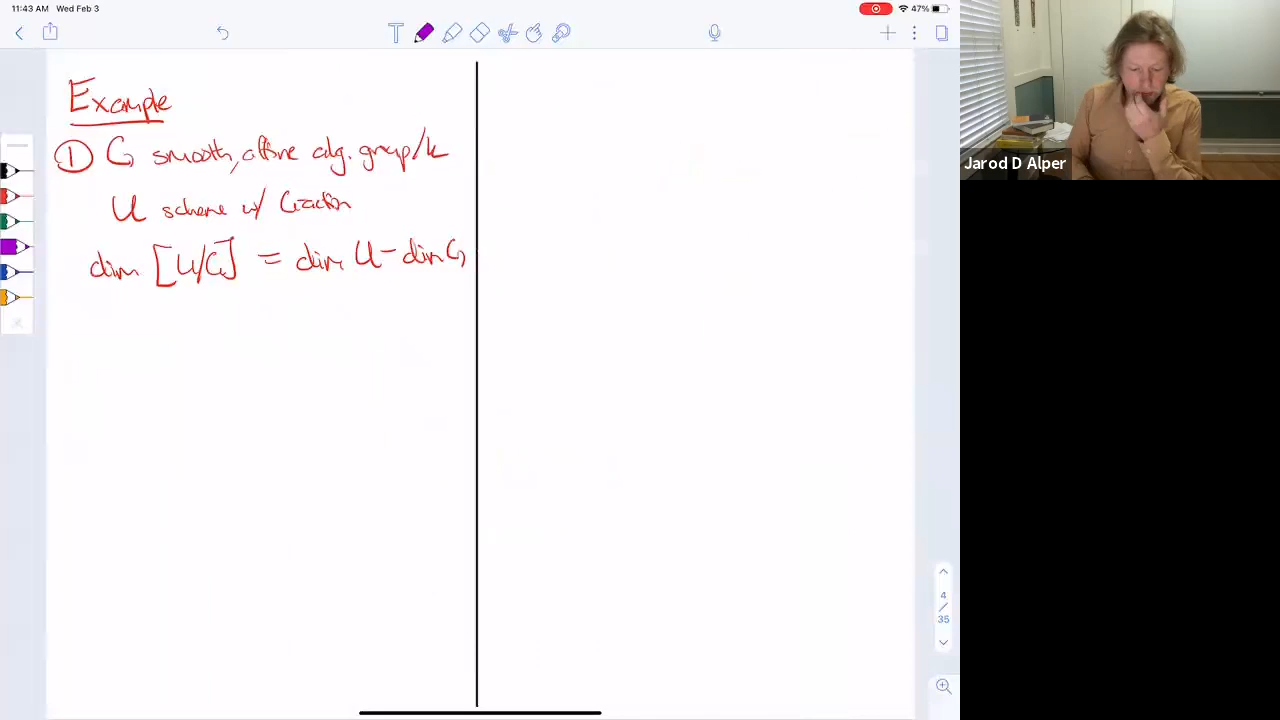 11:43 AM Wed Feb 3
47%
Example
① G smooth, affine alg. group/k
U scheme w/ G-action
dim [U/G] = dim U - dim G
4
/
35
Jarod D Alper